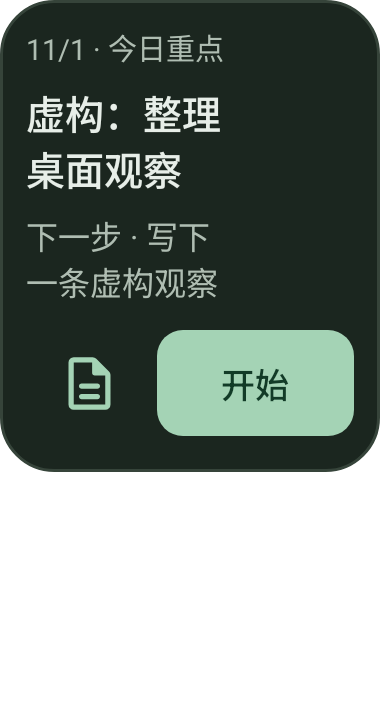 11/1 · 今日重点
虚构：整理
桌面观察
下一步 · 写下
一条虚构观察
开始